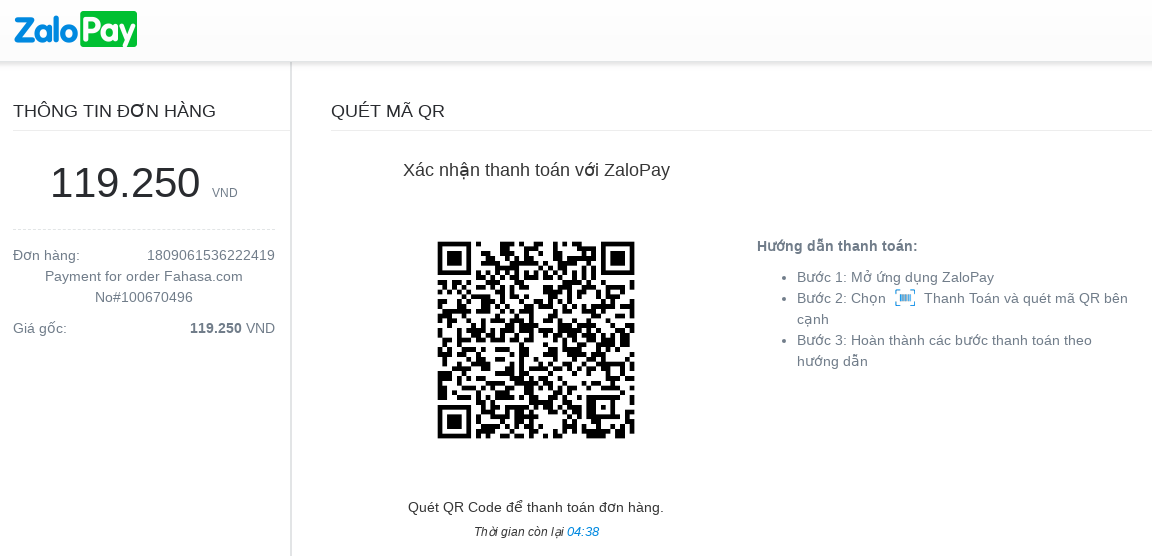 ZaloPay
THÔNG TIN ĐƠN HÀNG
119.250 VND
Đơn hàng: 1809061536222419
Payment for order Fahasa.com
No#100670496
Giá gốc: 119.250 VND
QUÉT MÃ QR
Xác nhận thanh toán với ZaloPay
Quét QR Code để thanh toán đơn hàng.
Thời gian còn lại 04:38
Hướng dẫn thanh toán:
Bước 1: Mở ứng dụng ZaloPay
Bước 2: Chọn Thanh Toán và quét mã QR bên
cạnh
Bước 3: Hoàn thành các bước thanh toán theo
hướng dẫn